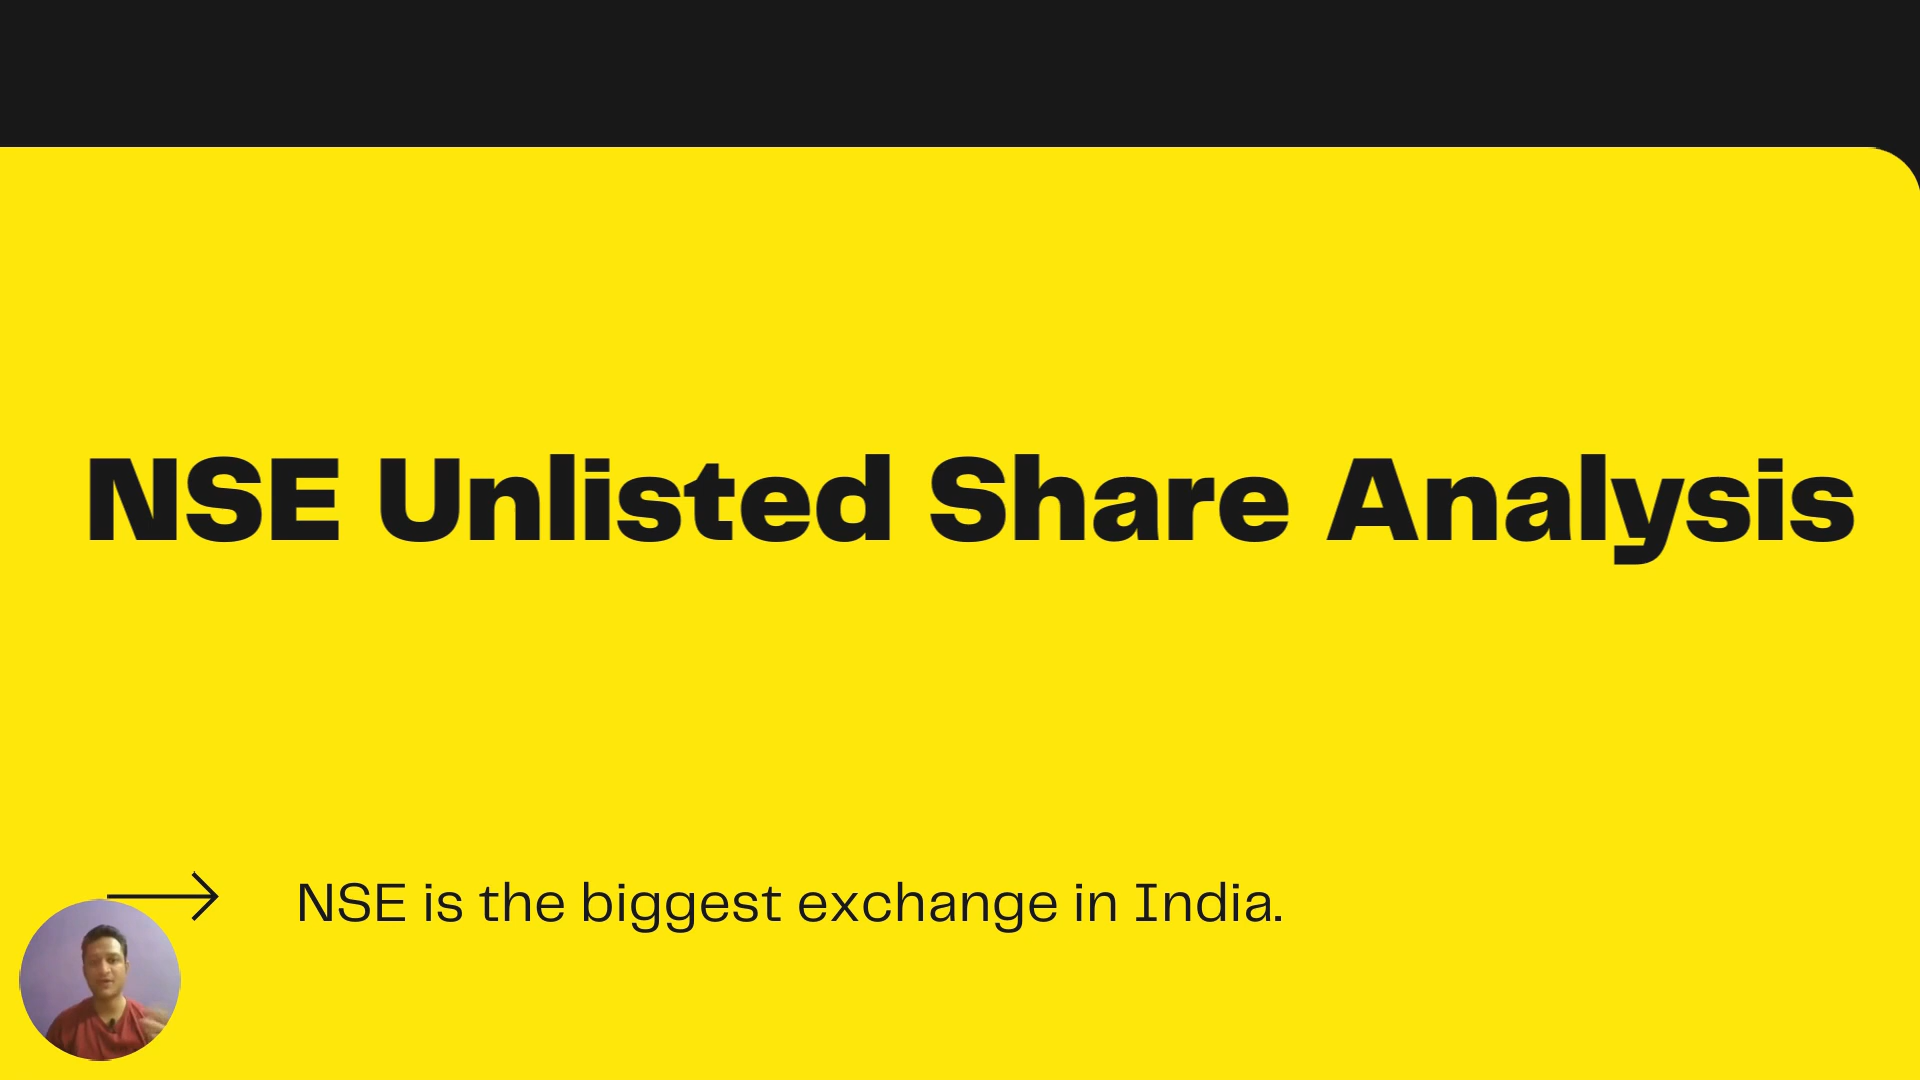 NSE Unlisted Share Analysis
NSE is the biggest exchange in India.